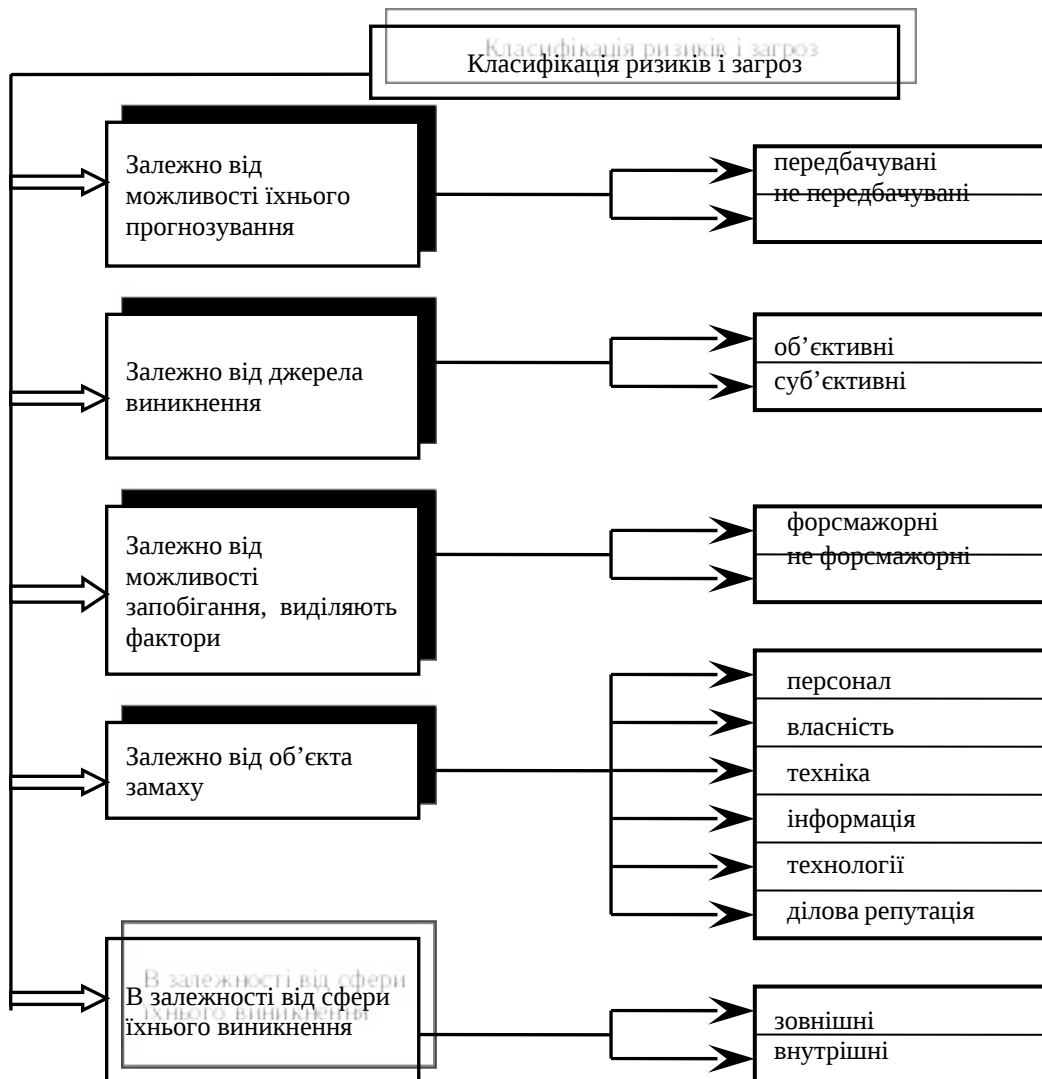 Класифікація ризиків і загроз
Залежно від
можливості їхнього
прогнозування
передбачувані
не передбачувані
Залежно від джерела
виникнення
об’єктивні
суб’єктивні
Залежно від
можливості
запобігання, виділяють
фактори
форсмажорні
не форсмажорні
Залежно від об’єкта
замаху
персонал
власність
техніка
інформація
технології
ділова репутація
В залежності від сфери
їхнього виникнення
зовнішні
внутрішні